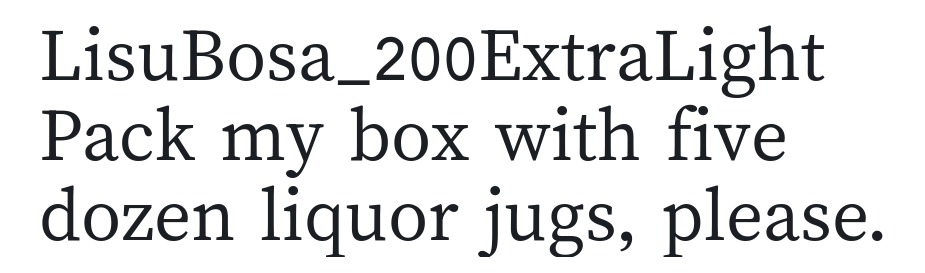 LisuBosa_200ExtraLight
Pack my box with five
dozen liquor jugs, please.